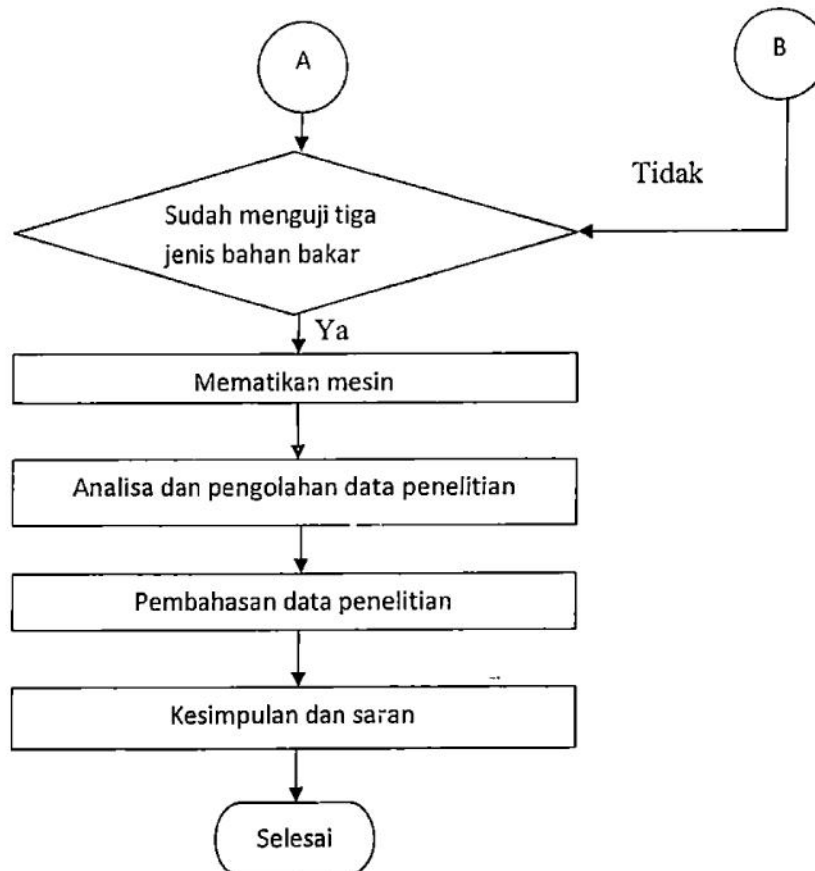 A
B
Tidak
Sudah menguji tiga
jenis bahan bakar
Ya
Mematikan mesin
Analisa dan pengolahan data penelitian
Pembahasan data penelitian
Kesimpulan dan saran
Selesai